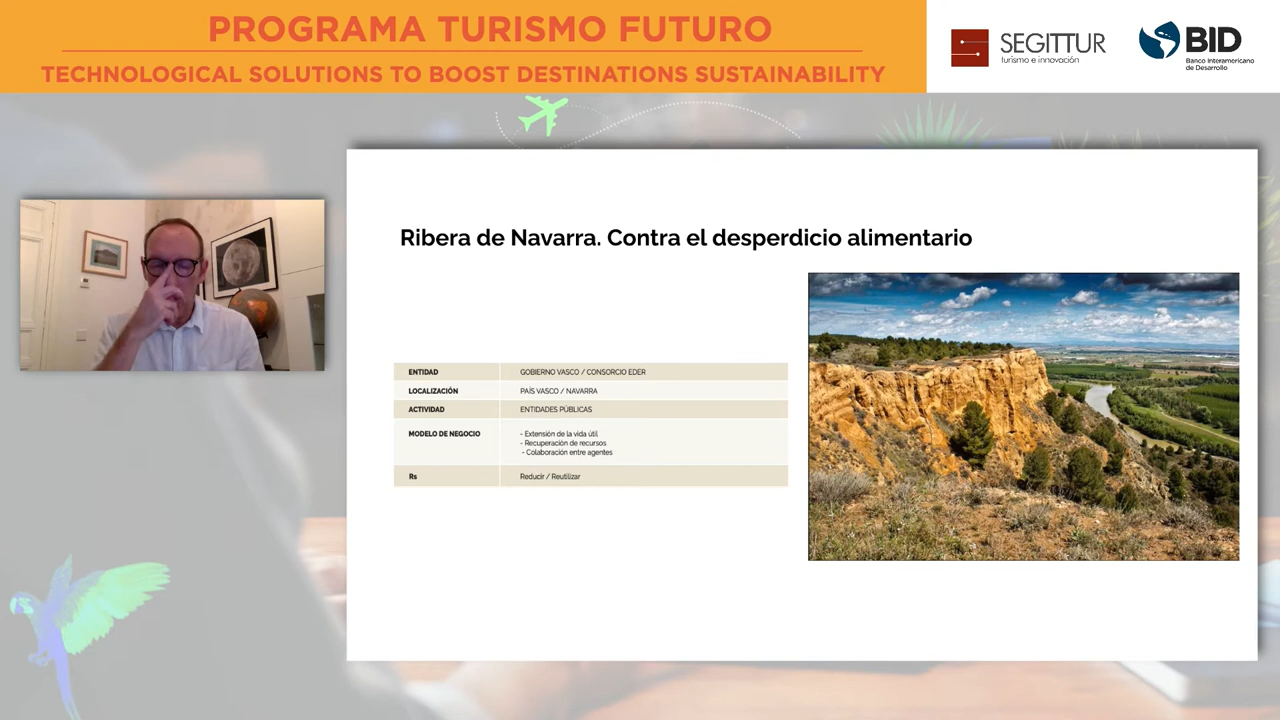 PROGRAMA TURISMO FUTURO
TECHNOLOGICAL SOLUTIONS TO BOOST DESTINATIONS SUSTAINABILITY
SEGITTUR
turismo e innovación
BID
Banco Interamericano
de Desarrollo
Ribera de Navarra. Contra el desperdicio alimentario
ENTIDAD GOBIERNO VASCO / CONSORCIO EDER
LOCALIZACIÓN PAÍS VASCO / NAVARRA
ACTIVIDAD ENTIDADES PÚBLICAS
MODELO DE NEGOCIO - Extensión de la vida útil
- Recuperación de recursos
- Colaboración entre agentes
Rs Reducir / Reutilizar